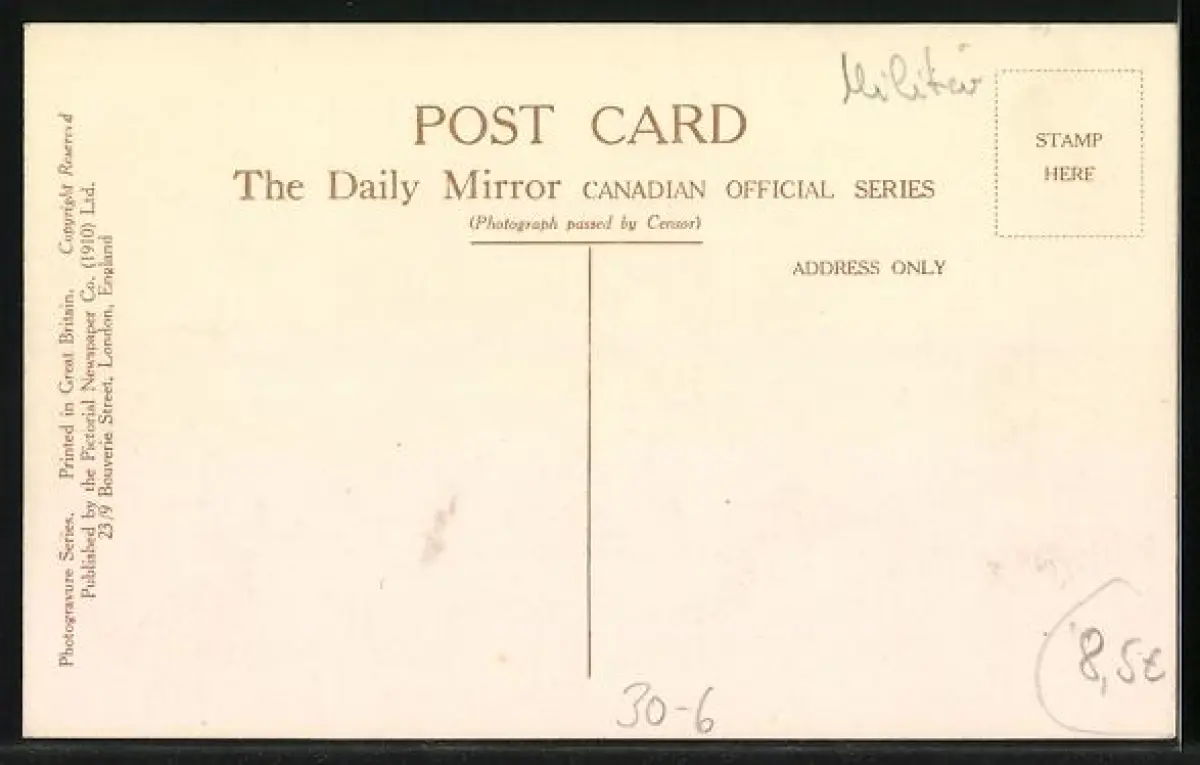 Militär
POST CARD
The Daily Mirror CANADIAN OFFICIAL SERIES
(Photograph passed by Censor)
STAMP
HERE
ADDRESS ONLY
Photogravure Series. Printed in Great Britain. Copyright Reserved
Published by the Pictorial Newspaper Co. (1910) Ltd.
23/9 Bouverie Street, London, England
30-6
8,5€